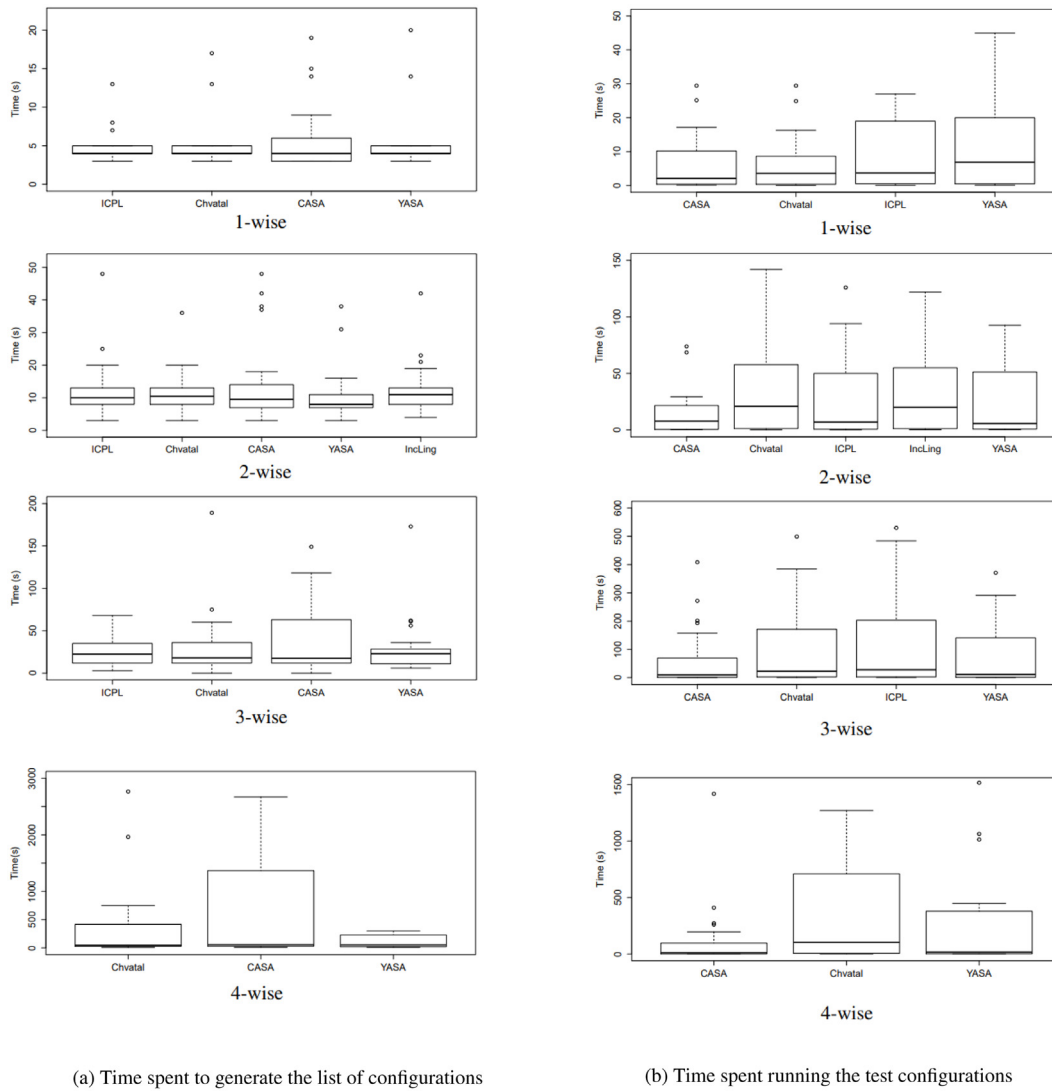 Time (s)
20
15
10
5
0
ICPL Chvatal CASA YASA
1-wise
Time (s)
50
40
30
20
10
0
ICPL Chvatal CASA YASA IncLing
2-wise
Time (s)
200
150
100
50
0
ICPL Chvatal CASA YASA
3-wise
Time(s)
3000
2000
1000
500
0
Chvatal CASA YASA
4-wise
(a) Time spent to generate the list of configurations
Time (s)
50
40
30
20
10
0
CASA Chvatal ICPL YASA
1-wise
Time (s)
150
100
50
0
CASA Chvatal ICPL IncLing YASA
2-wise
Time (s)
600
500
400
300
200
100
0
CASA Chvatal ICPL YASA
3-wise
Time (s)
1500
1000
500
0
CASA Chvatal YASA
4-wise
(b) Time spent running the test configurations